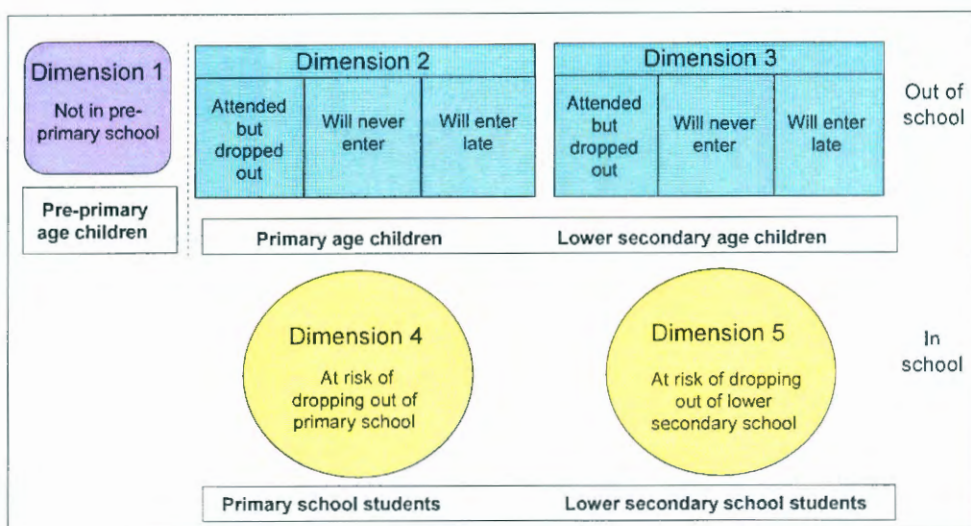 Dimension 1
Not in pre-
primary school
Pre-primary
age children
Dimension 2
Attended
but
dropped
out
Will never
enter
Will enter
late
Dimension 3
Attended
but
dropped
out
Will never
enter
Will enter
late
Out of
school
Primary age children
Lower secondary age children
Dimension 4
At risk of
dropping out of
primary school
Dimension 5
At risk of dropping
out of lower
secondary school
In
school
Primary school students
Lower secondary school students